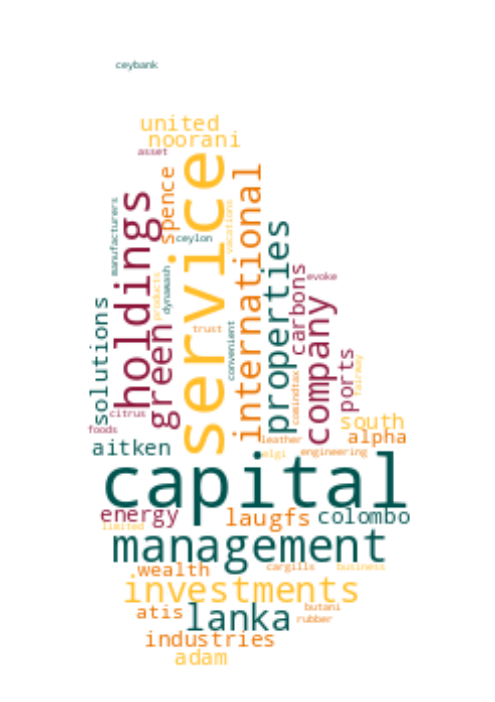 ceybank
united
noorani
asset
service
holdings
spence
international
manufacturers
ceylon
vacations
properties
green
products
dynawash
carbons
evoke
solutions
trust
convenient
company
ports
fairway
comindtax
citrus
foods
south
alpha
aitken
leather
elgi
engineering
capital
energy
limited
laugfs
colombo
management
wealth
cargills
business
investments
atis
lanka
butani
rubber
industries
adam